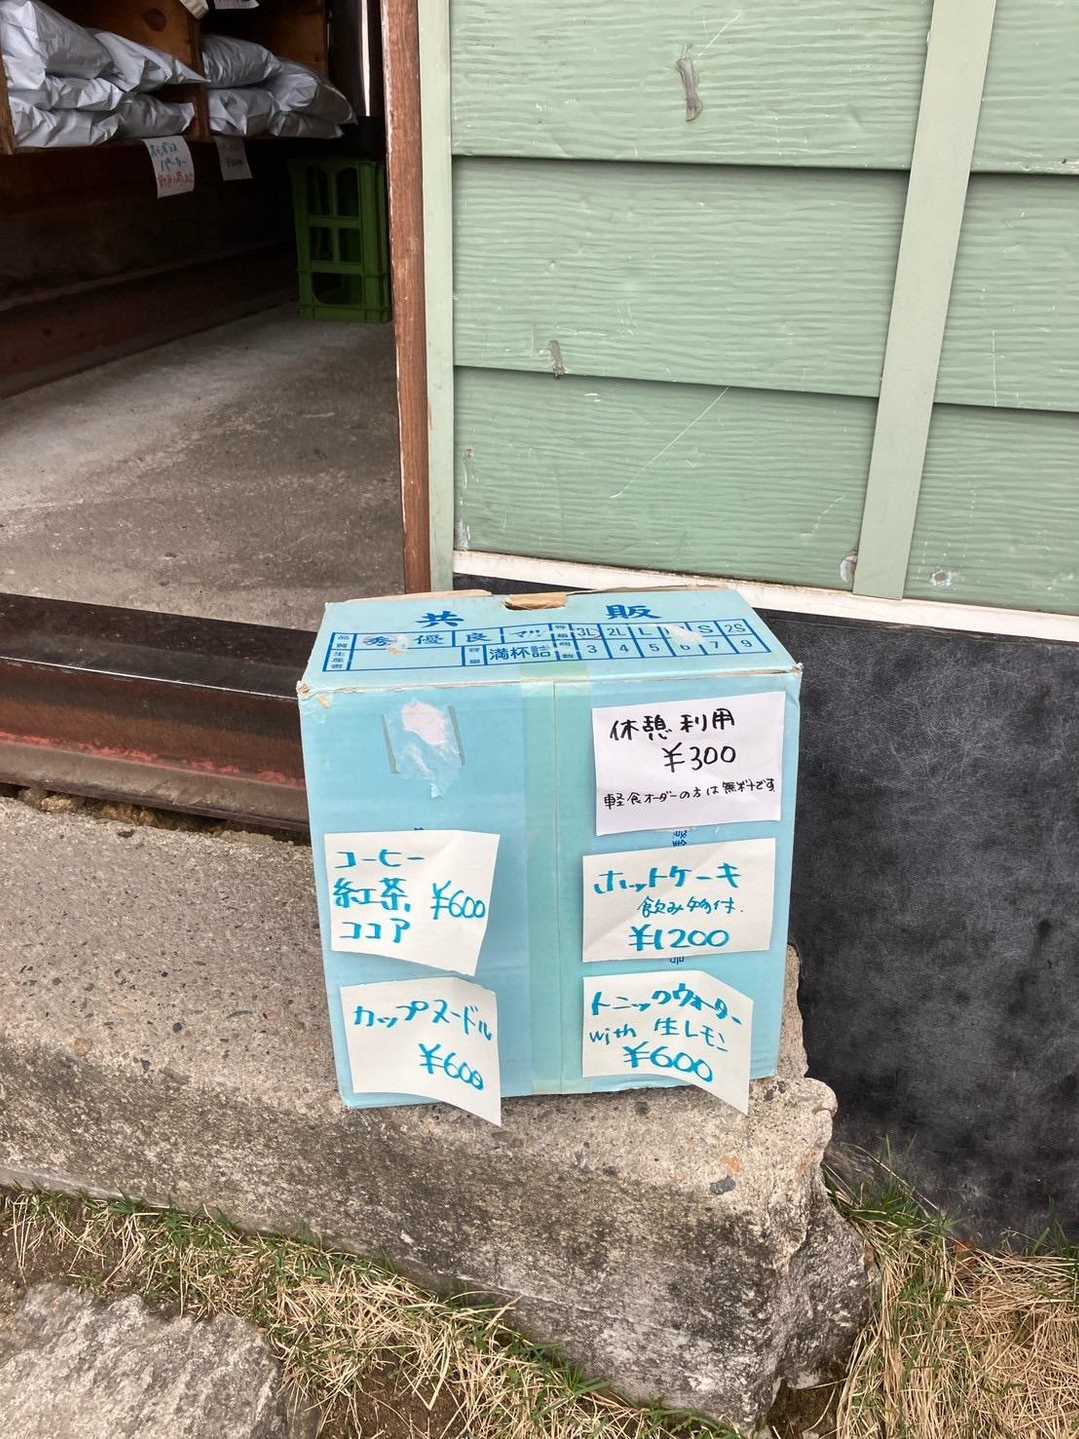 共販
秀 優 良 マル 3L 2L L M S 2S
満杯詰 3 4 5 6 7 9
休憩利用
¥300
軽食オーダーの方は無料です
コーヒー
紅茶 ¥600
ココア
ホットケーキ
飲み物付.
¥1200
カップヌードル
¥600
トニックウォーター
with 生レモン
¥600